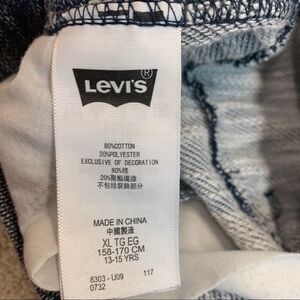 LEVI'S®
80%COTTON
20%POLYESTER
EXCLUSIVE OF DECORATION
80%棉
20%聚酯纖維
不包括裝飾部分
MADE IN CHINA
中國製造
XL TG EG
158-170 CM
13-15 YRS
8303 - U09 117
0732